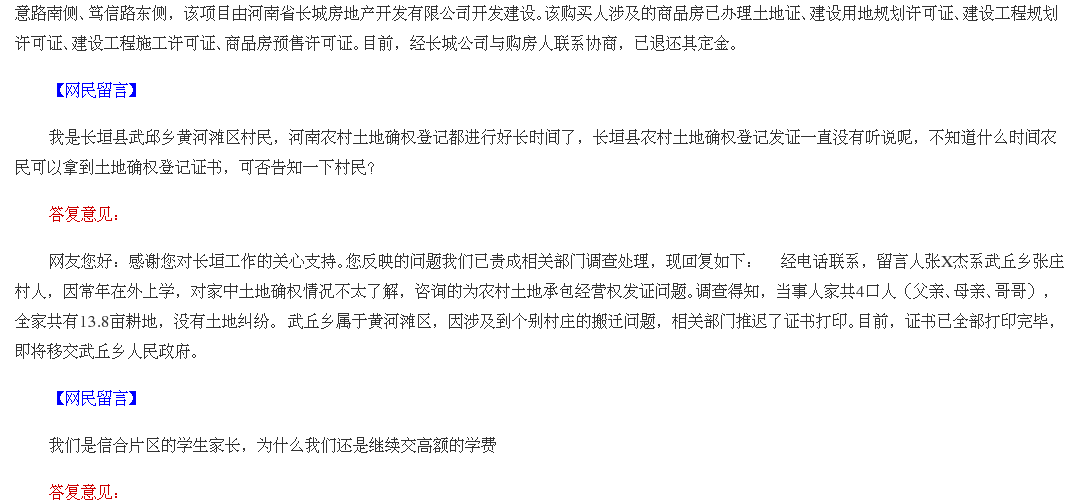 意路南侧、笃信路东侧，该项目由河南省长城房地产开发有限公司开发建设。该购买人涉及的商品房已办理土地证、建设用地规划许可证、建设工程规划
许可证、建设工程施工许可证、商品房预售许可证。目前，经长城公司与购房人联系协商，已退还其定金。
【网民留言】
我是长垣县武邱乡黄河滩区村民，河南农村土地确权登记都进行好长时间了，长垣县农村土地确权登记发证一直没有听说呢，不知道什么时间农
民可以拿到土地确权登记证书，可否告知一下村民？
答复意见：
网友您好：感谢您对长垣工作的关心支持。您反映的问题我们已责成相关部门调查处理，现回复如下： 经电话联系，留言人张X杰系武丘乡张庄
村人，因常年在外上学，对家中土地确权情况不太了解，咨询的为农村土地承包经营权发证问题。调查得知，当事人家共4口人（父亲、母亲、哥哥），
全家共有13.8亩耕地，没有土地纠纷。 武丘乡属于黄河滩区，因涉及到个别村庄的搬迁问题，相关部门推迟了证书打印。目前，证书已全部打印完毕，
即将移交武丘乡人民政府。
【网民留言】
我们是信合片区的学生家长，为什么我们还是继续交高额的学费
答复意见：